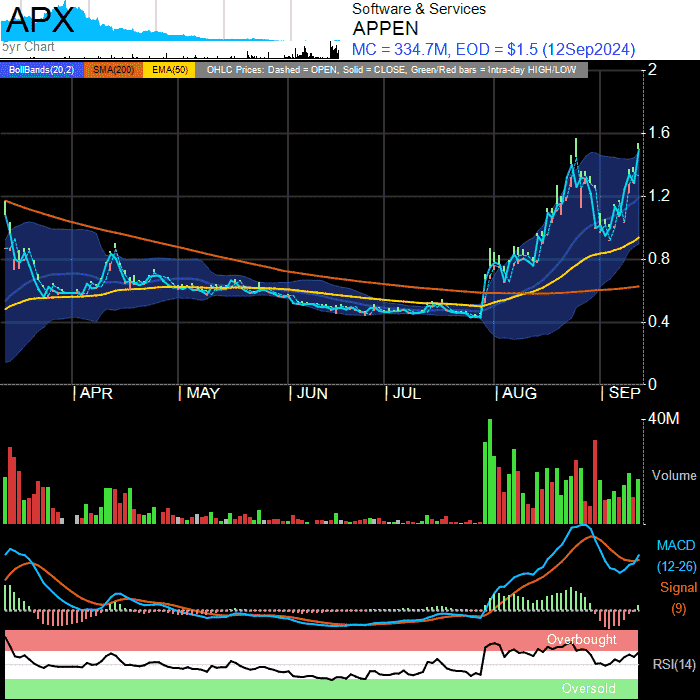 APX
5yr Chart
Software & Services
APPEN
MC = 334.7M, EOD = $1.5 (12Sep2024)
BollBands(20,2) SMA(200) EMA(50) OHLC Prices: Dashed = OPEN, Solid = CLOSE, Green/Red bars = Intra-day HIGH/LOW
2
1.6
1.2
0.8
0.4
0
| APR | MAY | JUN | JUL | AUG | SEP
40M
Volume
MACD
(12-26)
Signal
(9)
Overbought
RSI(14)
Oversold